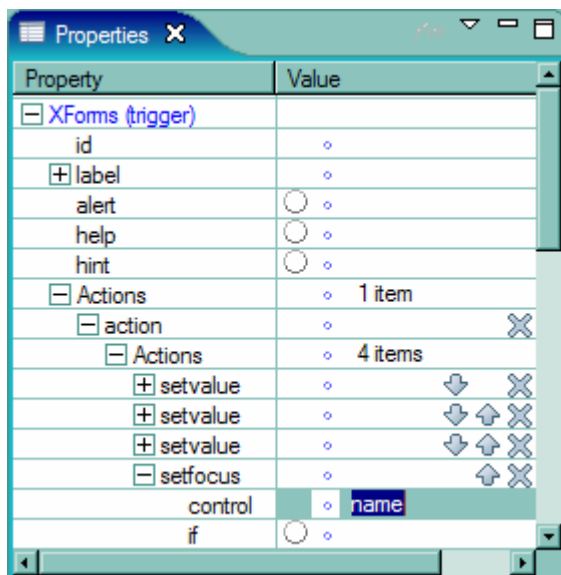 Properties
Property Value
XForms (trigger)
id
label
alert
help
hint
Actions 1 item
action
Actions 4 items
setvalue
setvalue
setvalue
setfocus
control name
if